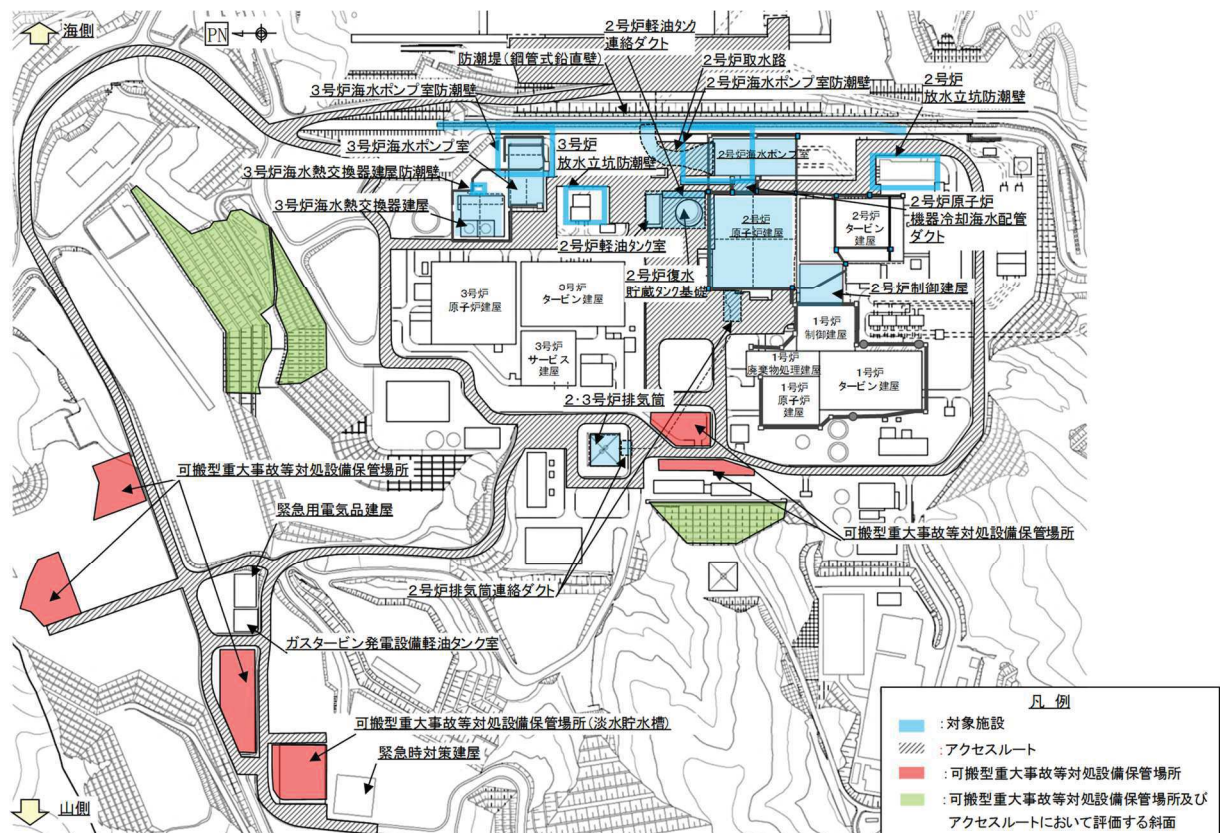 海側
PN
2号炉軽油タンク
連絡ダクト
防潮堤(鋼管式鉛直壁)
2号炉取水路
3号炉海水ポンプ室防潮壁
2号炉海水ポンプ室防潮壁
2号炉
放水立坑防潮壁
3号炉海水ポンプ室
3号炉
放水立坑防潮壁
2号炉海水ポンプ室
3号炉海水熱交換器建屋防潮壁
3号炉海水熱交換器建屋
2号炉原子炉
機器冷却海水配管
ダクト
2号炉
原子炉建屋
2号炉
タービン
建屋
2号炉軽油タンク室
2号炉復水
貯蔵タンク基礎
2号炉制御建屋
3号炉
原子炉建屋
3号炉
タービン建屋
1号炉
制御建屋
3号炉
サービス
建屋
1号炉
廃棄物処理建屋
1号炉
原子炉
建屋
1号炉
タービン建屋
2・3号炉排気筒
可搬型重大事故等対処設備保管場所
緊急用電気品建屋
可搬型重大事故等対処設備保管場所
2号炉排気筒連絡ダクト
ガスタービン発電設備軽油タンク室
可搬型重大事故等対処設備保管場所(淡水貯水槽)
緊急時対策建屋
山側
凡 例
:対象施設
:アクセスルート
:可搬型重大事故等対処設備保管場所
:可搬型重大事故等対処設備保管場所及び
アクセスルートにおいて評価する斜面